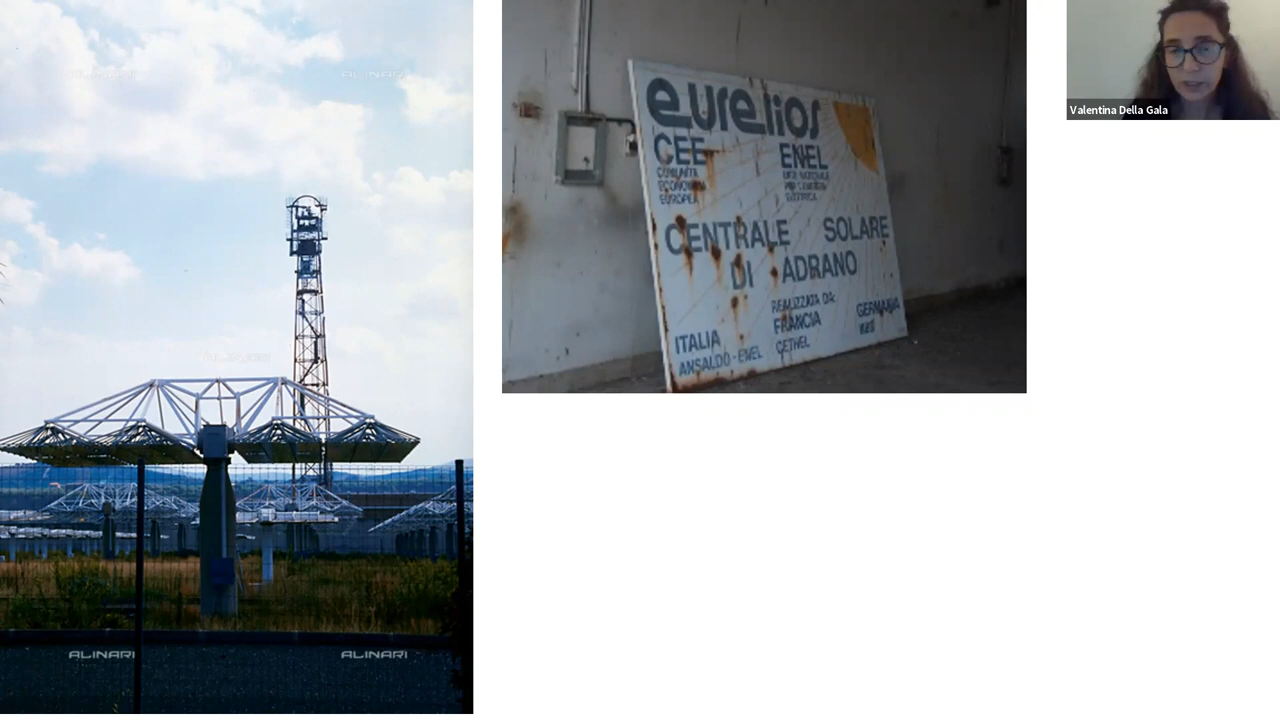 ALINARI
ALINARI
ALINARI
ALINARI
ALINARI
eurelios
CEE
ENEL
COMUNITÀ
ECONOMICA
EUROPEA
CENTRALE SOLARE
DI ADRANO
REALIZZATA DA:
ITALIA
FRANCIA
GERMANIA
ANSALDO-ENEL
CETHEL
Valentina Della Gala